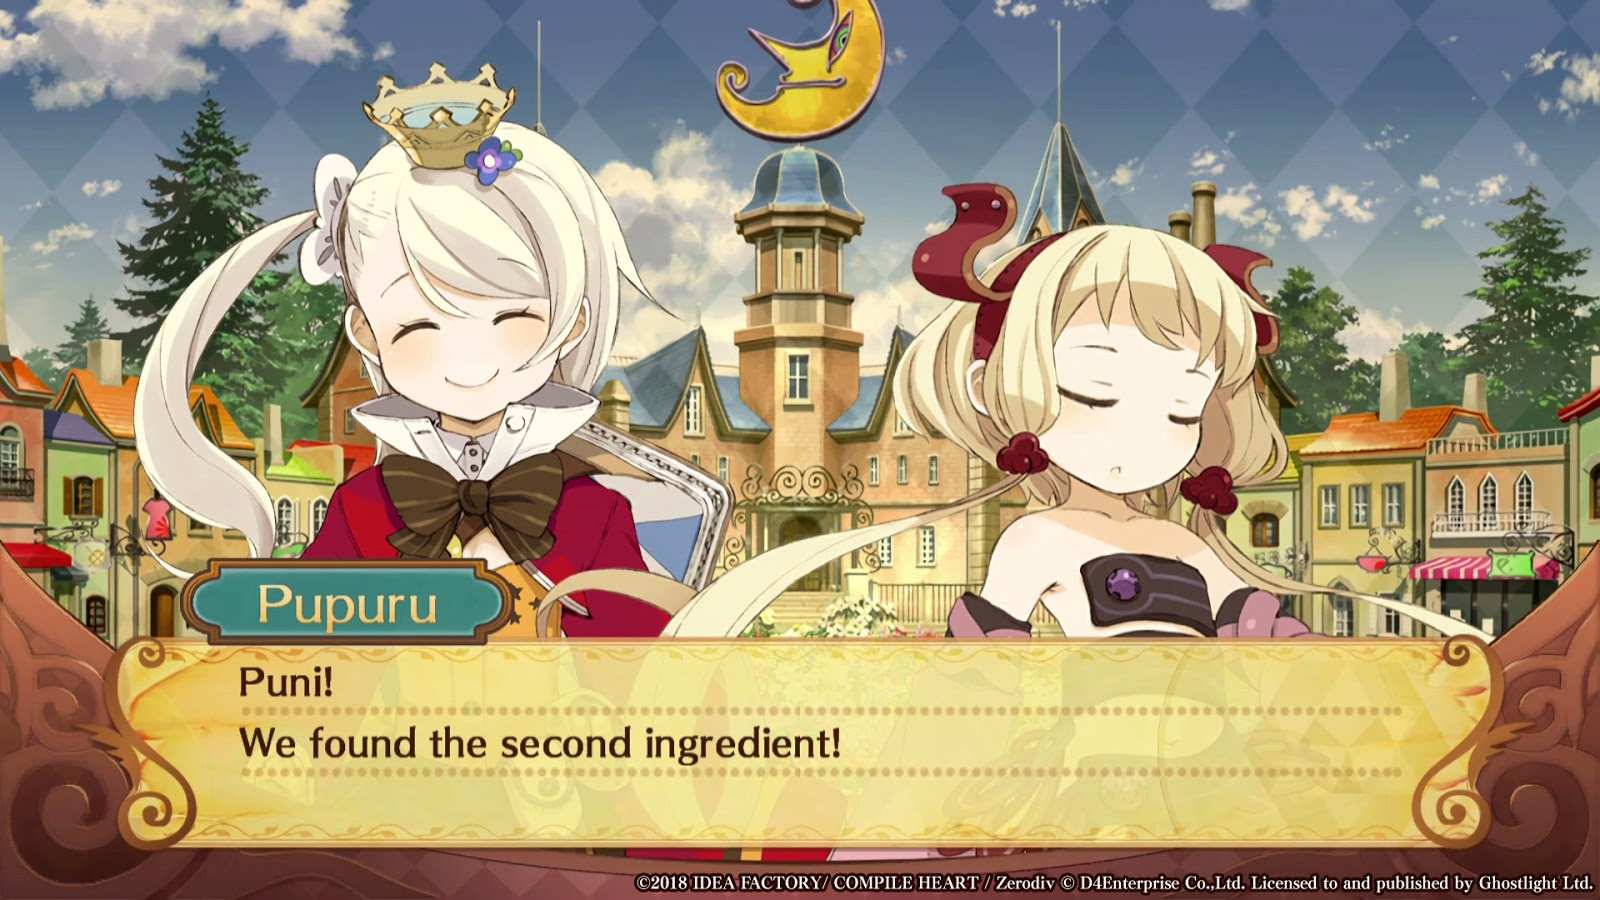 Pupuru
Puni!
We found the second ingredient!
©2018 IDEA FACTORY/ COMPILE HEART / Zerodiv © D4Enterprise Co.,Ltd. Licensed to and published by Ghostlight Ltd.